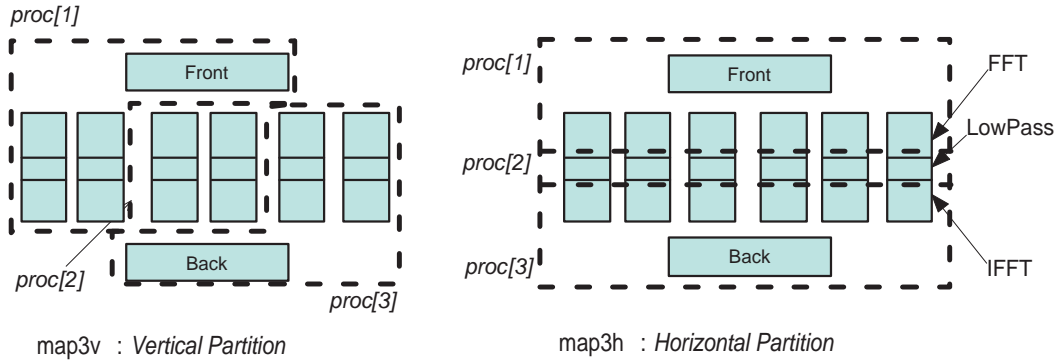 proc[1]
Front
proc[2]
Back
proc[3]
map3v : Vertical Partition
proc[1]
Front
FFT
LowPass
proc[2]
Back
proc[3]
IFFT
map3h : Horizontal Partition